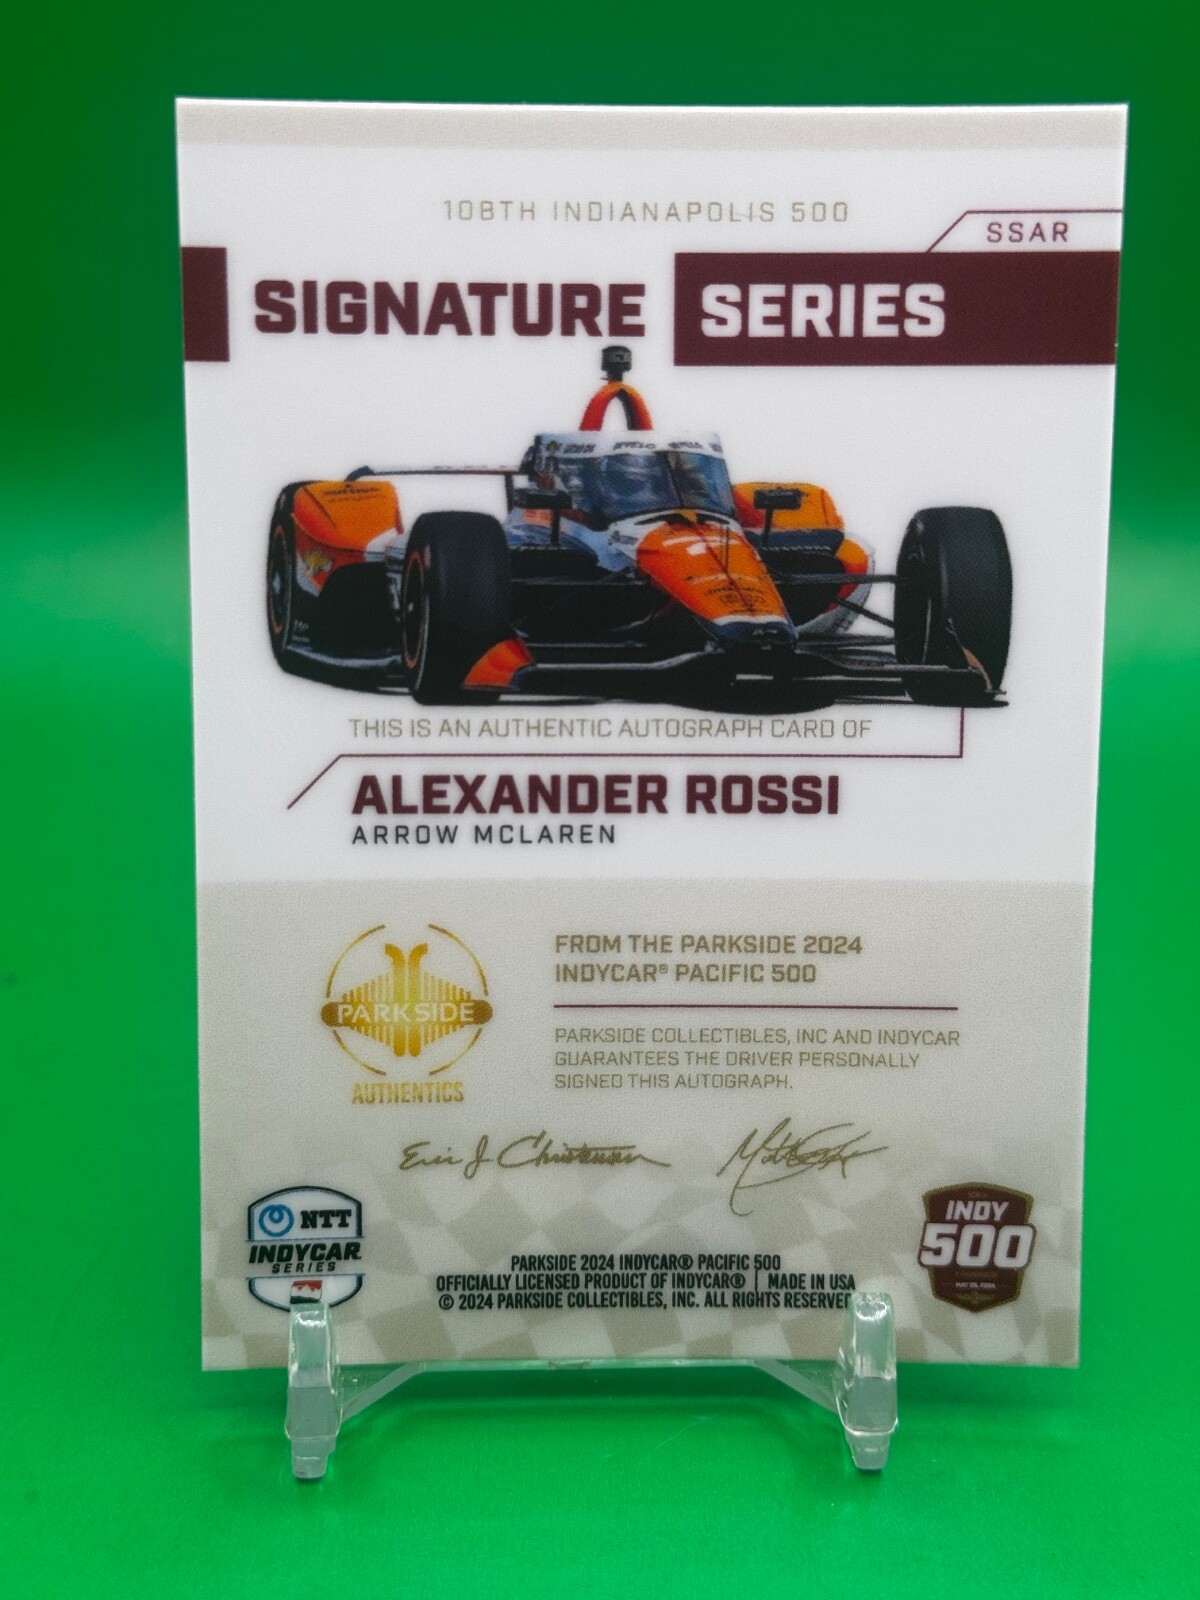 108TH INDIANAPOLIS 500
SSAR
SIGNATURE SERIES
THIS IS AN AUTHENTIC AUTOGRAPH CARD OF
ALEXANDER ROSSI
ARROW MCLAREN
PARKSIDE
AUTHENTICS
FROM THE PARKSIDE 2024
INDYCAR® PACIFIC 500
PARKSIDE COLLECTIBLES, INC AND INDYCAR
GUARANTEES THE DRIVER PERSONALLY
SIGNED THIS AUTOGRAPH.
Eric J. Christensen
NTT
INDYCAR
SERIES
PARKSIDE 2024 INDYCAR® PACIFIC 500
OFFICIALLY LICENSED PRODUCT OF INDYCAR® | MADE IN USA
© 2024 PARKSIDE COLLECTIBLES, INC. ALL RIGHTS RESERVED
INDY
500